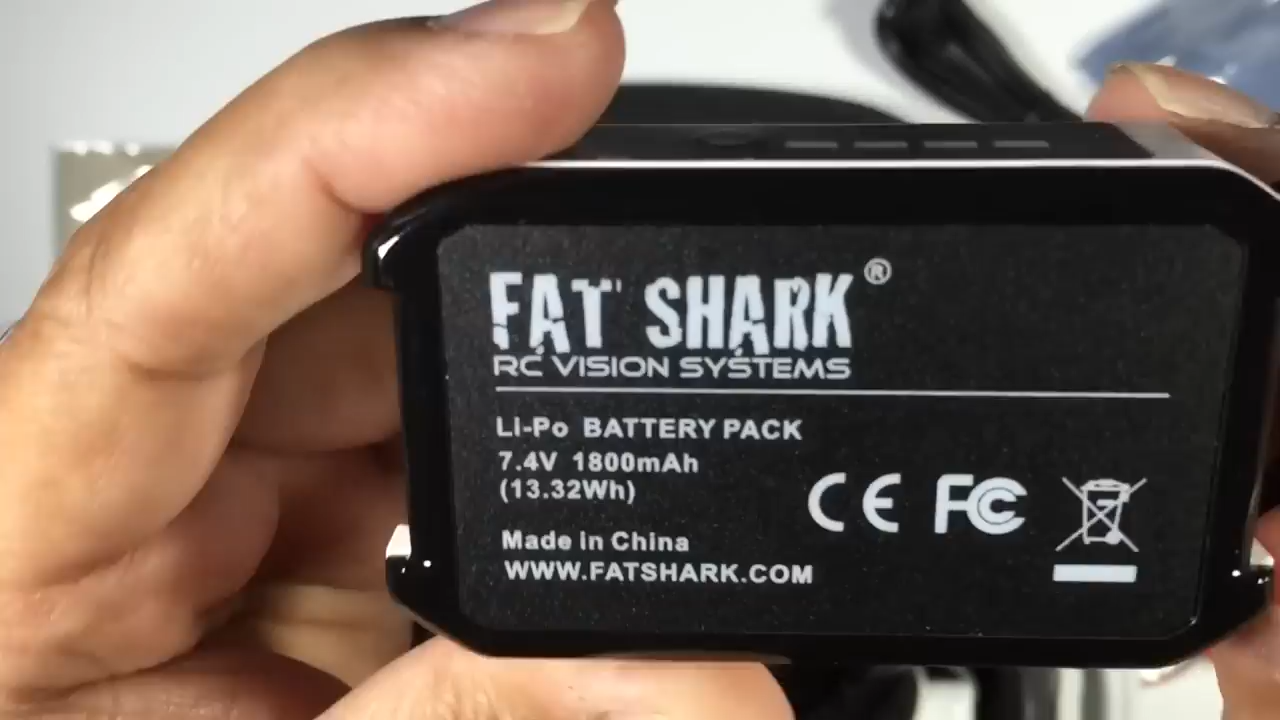 FAT SHARK®
RC VISION SYSTEMS
Li-Po BATTERY PACK
7.4V 1800mAh
(13.32Wh)
CE FC
Made in China
WWW.FATSHARK.COM